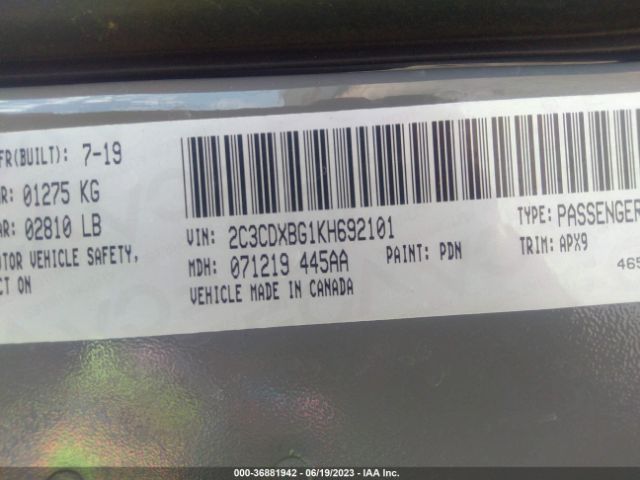 FR(BUILT): 7-19
R: 01275 KG
AR: 02810 LB
OTOR VEHICLE SAFETY,
CT ON
VIN: 2C3CDXBG1KH692101
TYPE: PASSENGER
MDH: 071219 445AA
PAINT: PDN
TRIM: APX9
VEHICLE MADE IN CANADA
465
000-36881942 - 06/19/2023 - IAA Inc.